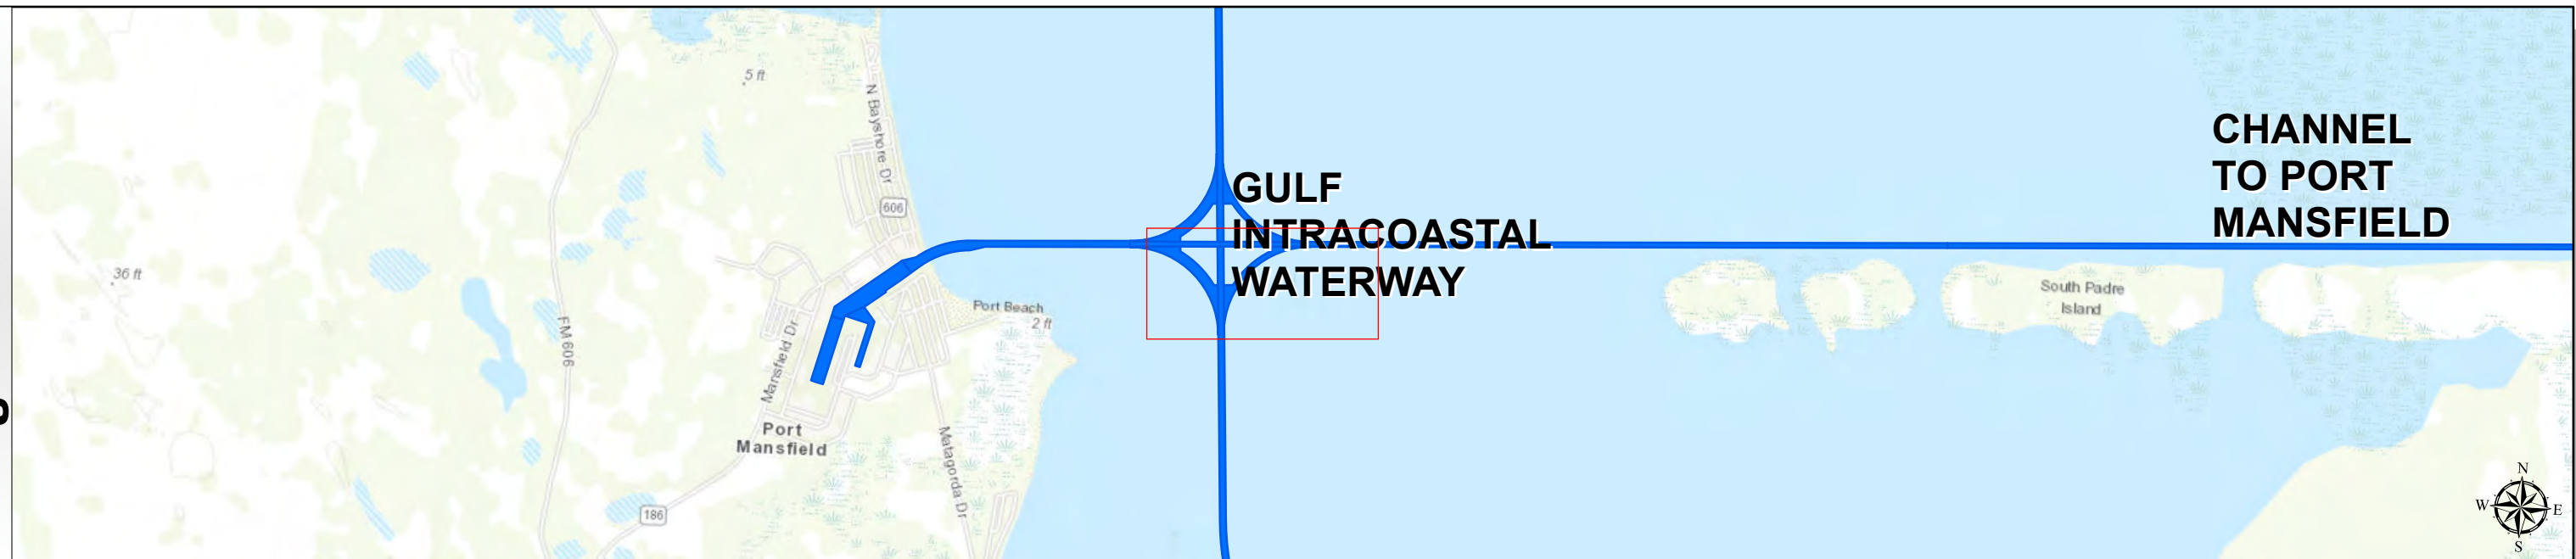 5 ft
N Bayshore Dr
606
36 ft
FM 606
Mansfield Dr
Port Beach
2 ft
Port
Mansfield
Matagorda Dr
186
GULF
INTRACOASTAL
WATERWAY
CHANNEL
TO PORT
MANSFIELD
South Padre
Island
N
W
E
S